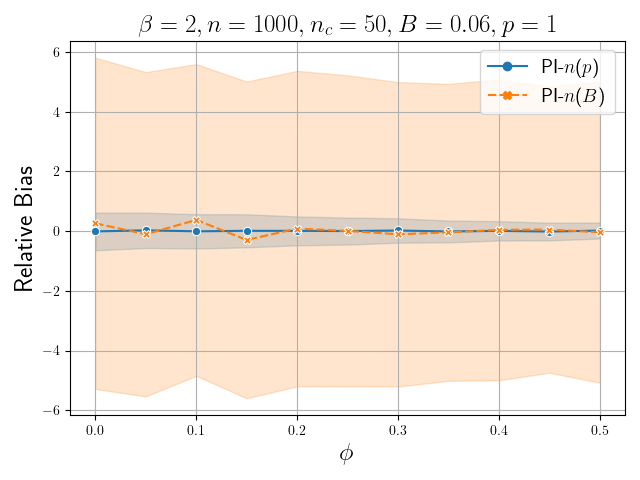 β = 2, n = 1000, n_c = 50, B = 0.06, p = 1
PI-n(p)
PI-n(B)
Relative Bias
6
4
2
0
−2
−4
−6
0.0 0.1 0.2 0.3 0.4 0.5
ϕ